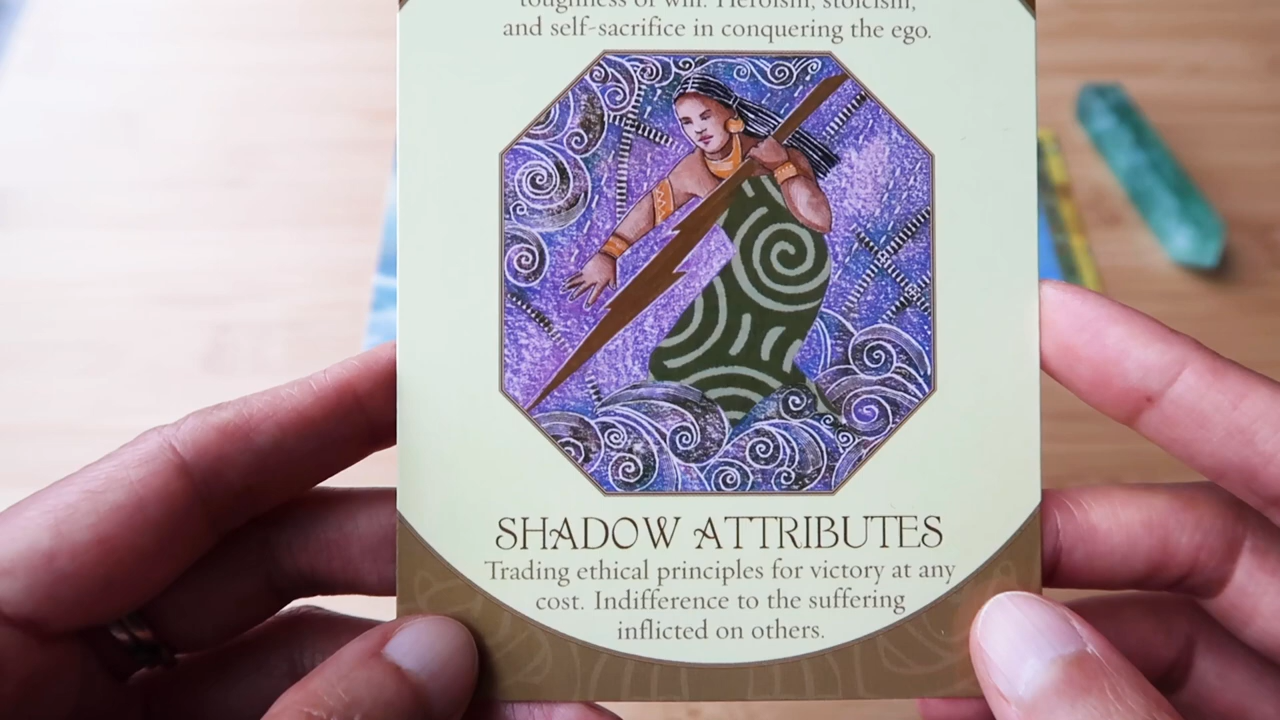 toughness of will. Heroism, stoicism,
and self-sacrifice in conquering the ego.
SHADOW ATTRIBUTES
Trading ethical principles for victory at any
cost. Indifference to the suffering
inflicted on others.